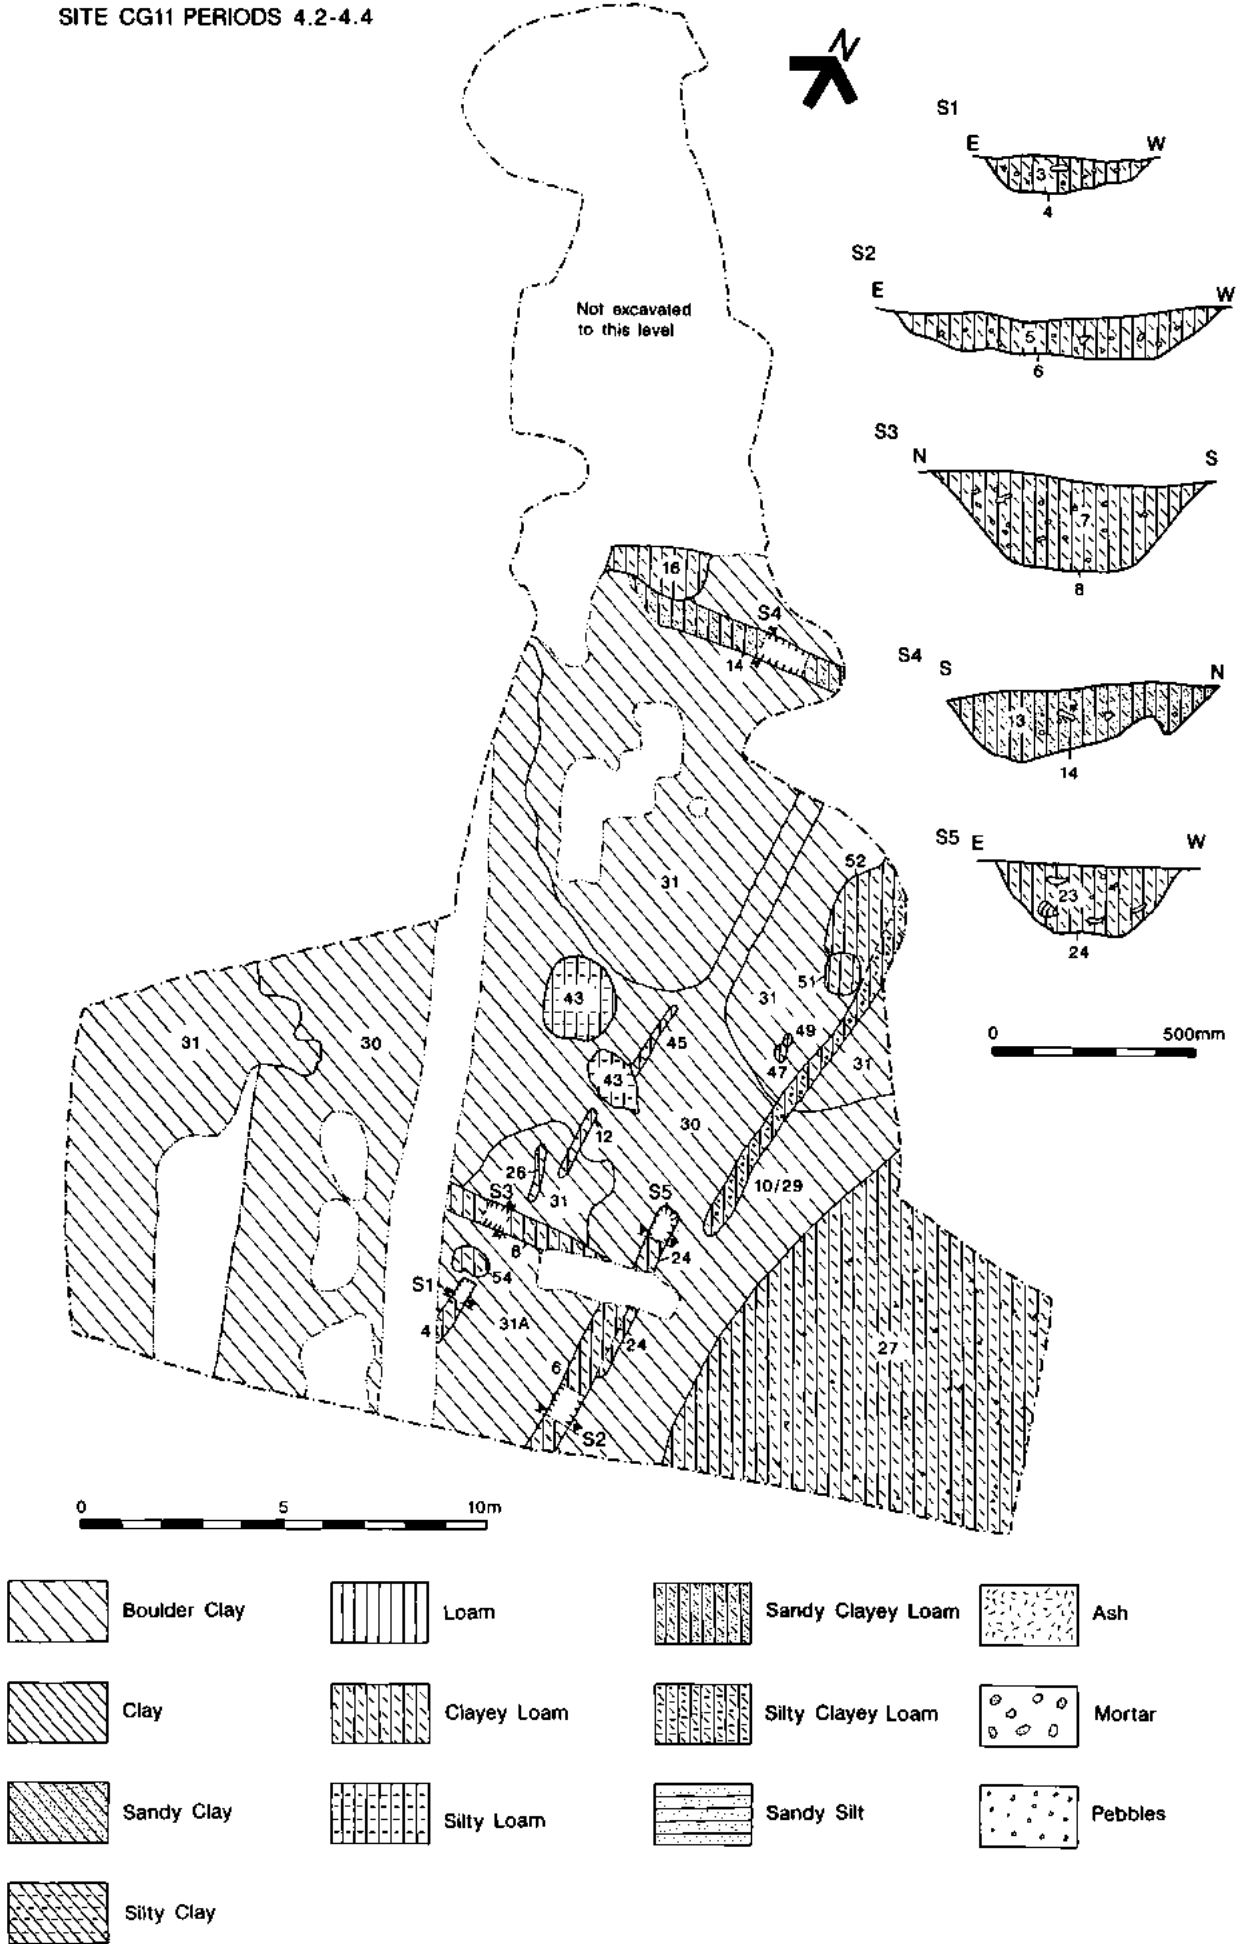 SITE CG11 PERIODS 4.2-4.4
N
S1
E W
3
4
S2
E W
5
6
S3
N S
7
8
S4
S N
13
14
S5 E W
23
24
0 500mm
Not excavated
to this level
16
S4
14
31
52
51
43
31
49
47
31
45
43
31
30
30
12
26
31
S3
S5
10/29
8
24
54
S1
4
31A
24
6
S2
27
0 5 10m
Boulder Clay
Loam
Sandy Clayey Loam
Ash
Clay
Clayey Loam
Silty Clayey Loam
Mortar
Sandy Clay
Silty Loam
Sandy Silt
Pebbles
Silty Clay